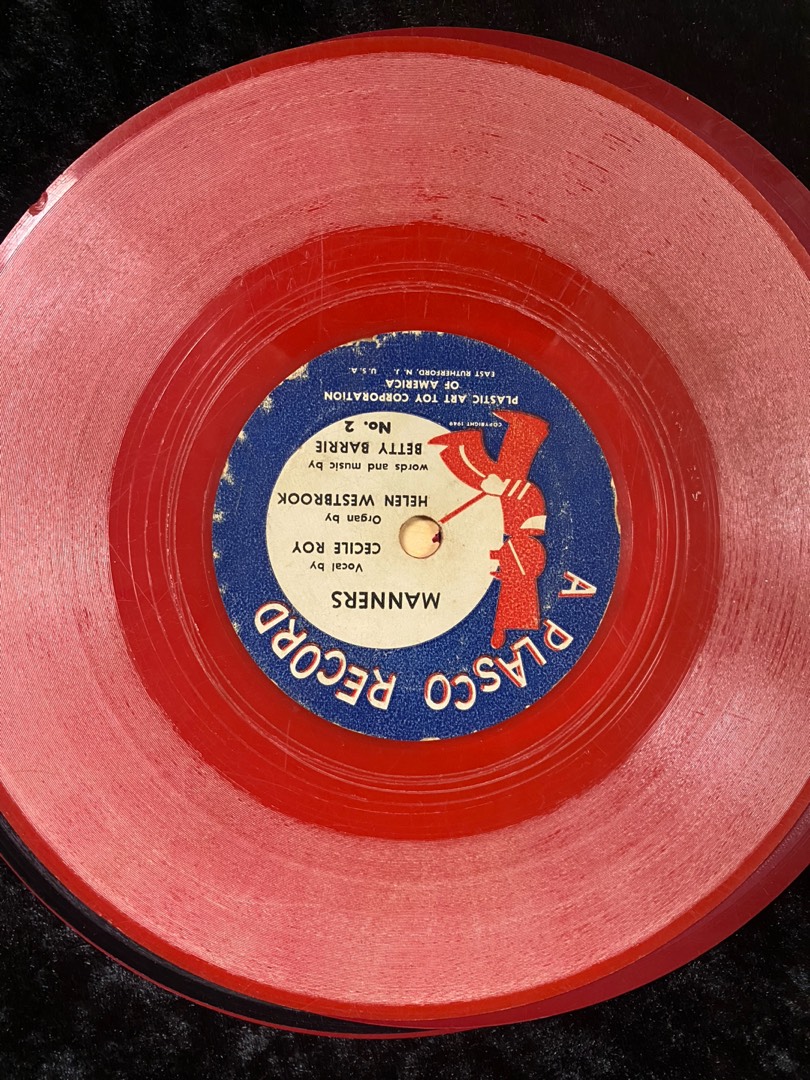 A PLASCO RECORD
MANNERS
Vocal by
CECILE ROY
Organ by
HELEN WESTBROOK
words and music by
BETTY BARRIE
No. 2
COPYRIGHT 1949
PLASTIC ART TOY CORPORATION
OF AMERICA
EAST RUTHERFORD, N. J., U.S.A.